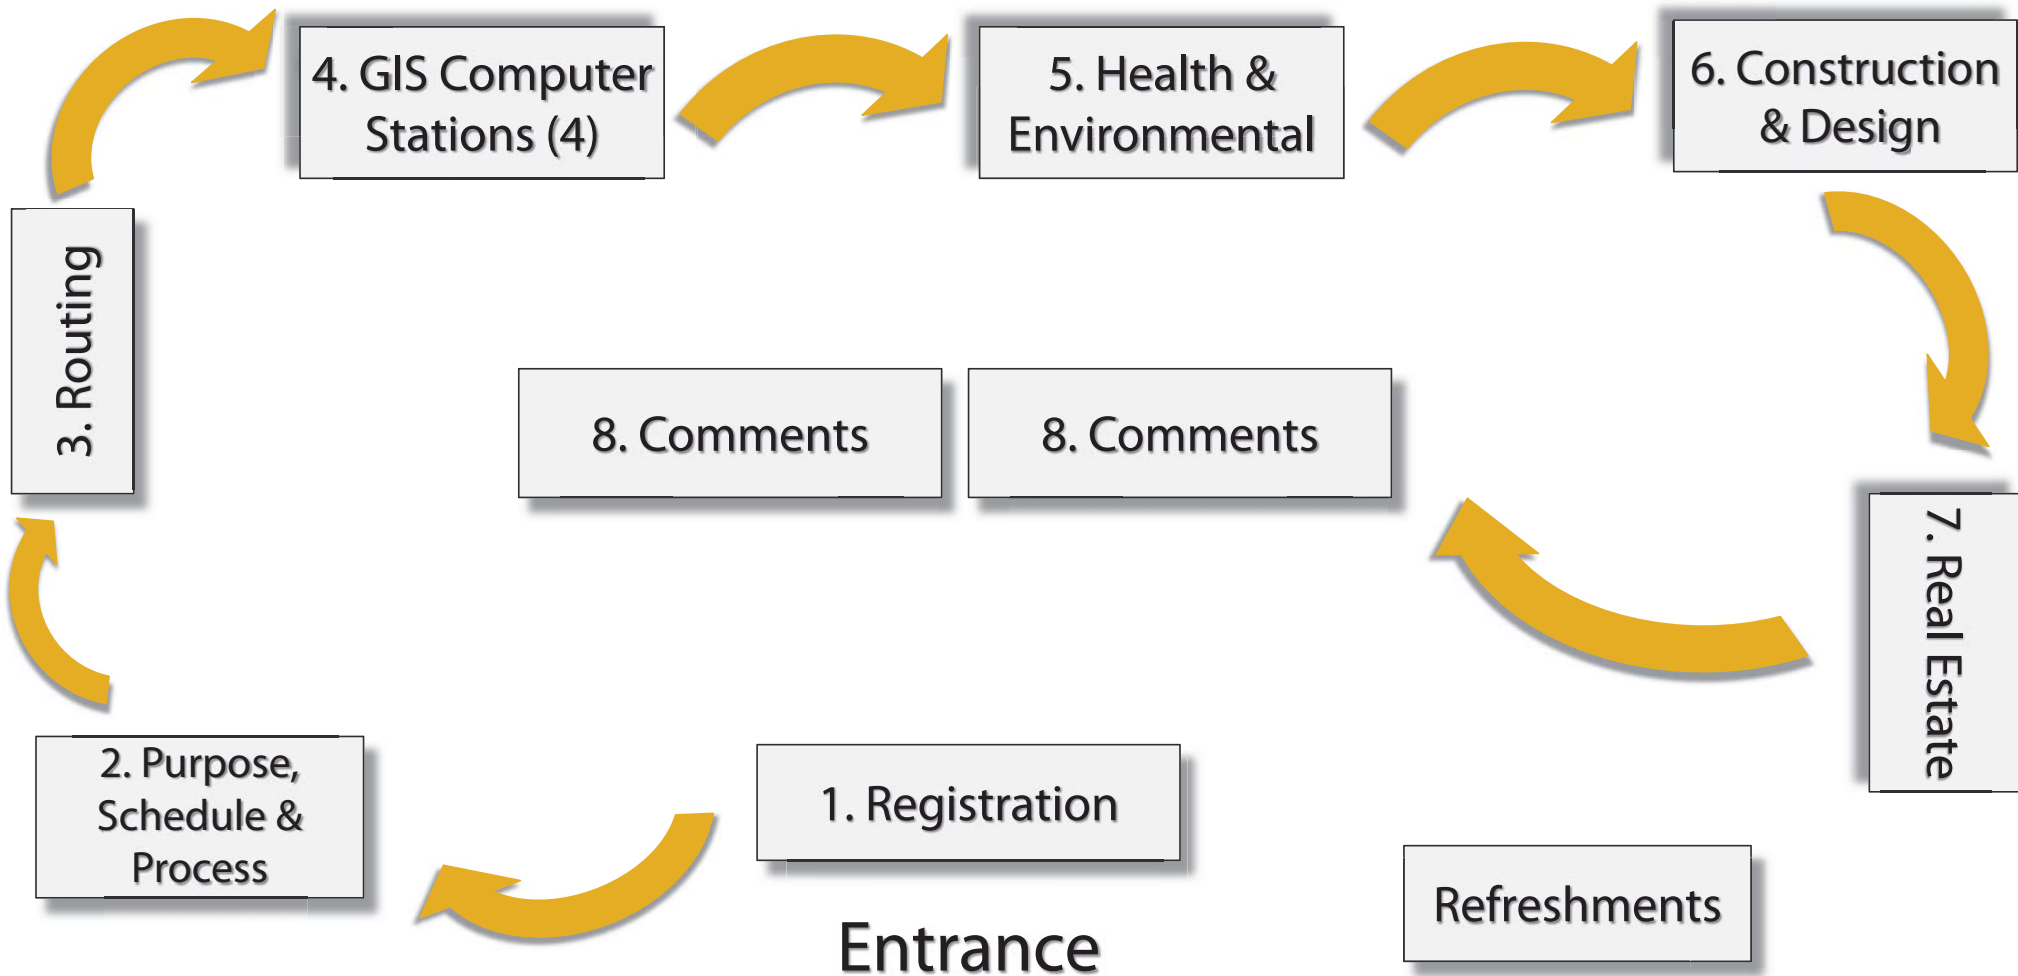 4. GIS Computer
Stations (4)
5. Health &
Environmental
6. Construction
& Design
3. Routing
8. Comments
8. Comments
7. Real Estate
2. Purpose,
Schedule &
Process
1. Registration
Refreshments
Entrance